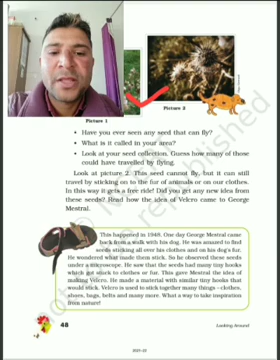 Picture 1
Picture 2
• Have you ever seen any seed that can fly?
• What is it called in your area?
• Look at your seed collection. Guess how many of those
could have travelled by flying.
Look at picture 2. This seed cannot fly, but it can still
travel by sticking on to the fur of animals or on our clothes.
In this way it gets a free ride! Did you get any new idea from
these seeds? Read how the idea of Velcro came to George
Mestral.
This happened in 1948. One day George Mestral came
back from a walk with his dog. He was amazed to find
seeds sticking all over his clothes and on his dog's fur.
He wondered what made them stick. So he observed these seeds
under a microscope. He saw that the seeds had many tiny hooks
which got stuck to clothes or fur. This gave Mestral the idea of
making Velcro. He made a material with similar tiny hooks that
would stick. Velcro is used to stick together many things – clothes,
shoes, bags, belts and many more. What a way to take inspiration
from nature!
48
Looking Around